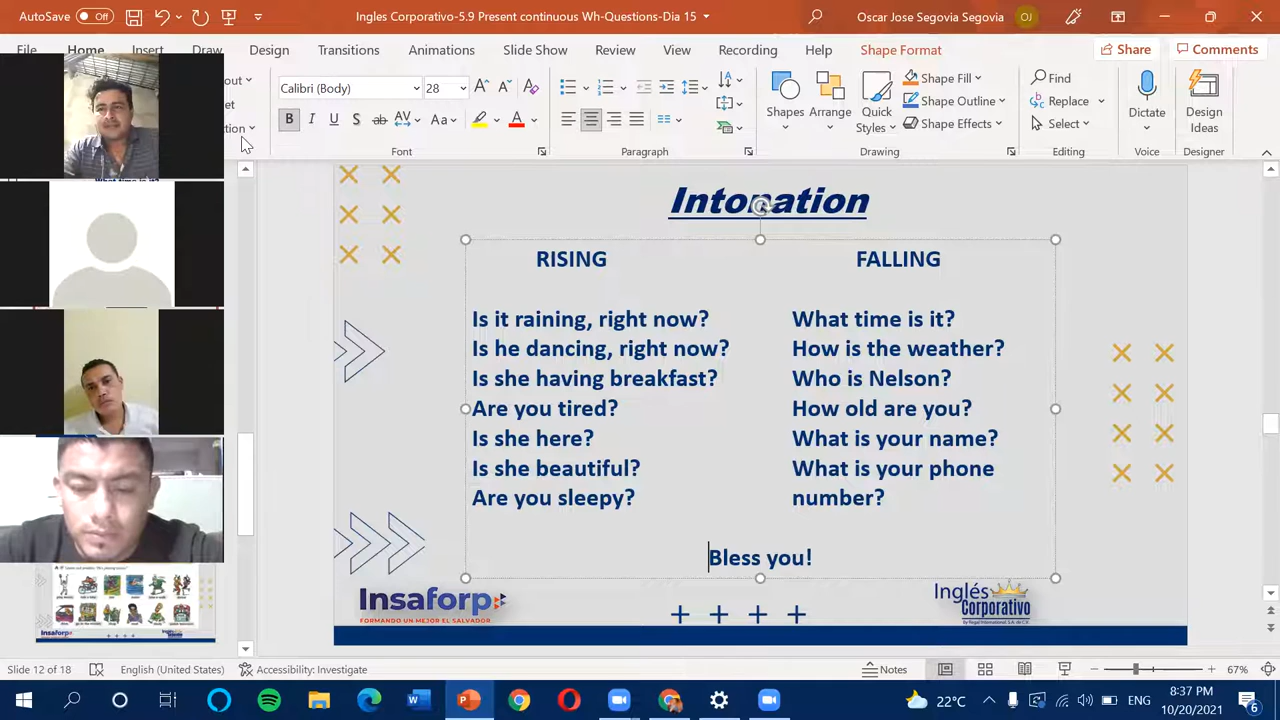 AutoSave Off Ingles Corporativo-5.9 Present continuous Wh-Questions-Dia 15 Oscar Jose Segovia Segovia OJ
File Home Insert Draw Design Transitions Animations Slide Show Review View Recording Help Shape Format Share Comments
Calibri (Body) 28
Shapes Arrange Quick Styles Shape Fill Shape Outline Shape Effects
Find Replace Select
Dictate Design Ideas
Font Paragraph Drawing Editing Voice Designer
Intonation
RISING FALLING
Is it raining, right now? What time is it?
Is he dancing, right now? How is the weather?
Is she having breakfast? Who is Nelson?
Are you tired? How old are you?
Is she here? What is your name?
Is she beautiful? What is your phone
Are you sleepy? number?
Bless you!
Insaforp
FORMANDO UN MEJOR EL SALVADOR
Inglés
Corporativo
Slide 12 of 18 English (United States) Accessibility: Investigate Notes 67%
22°C ENG 8:37 PM
10/20/2021 6